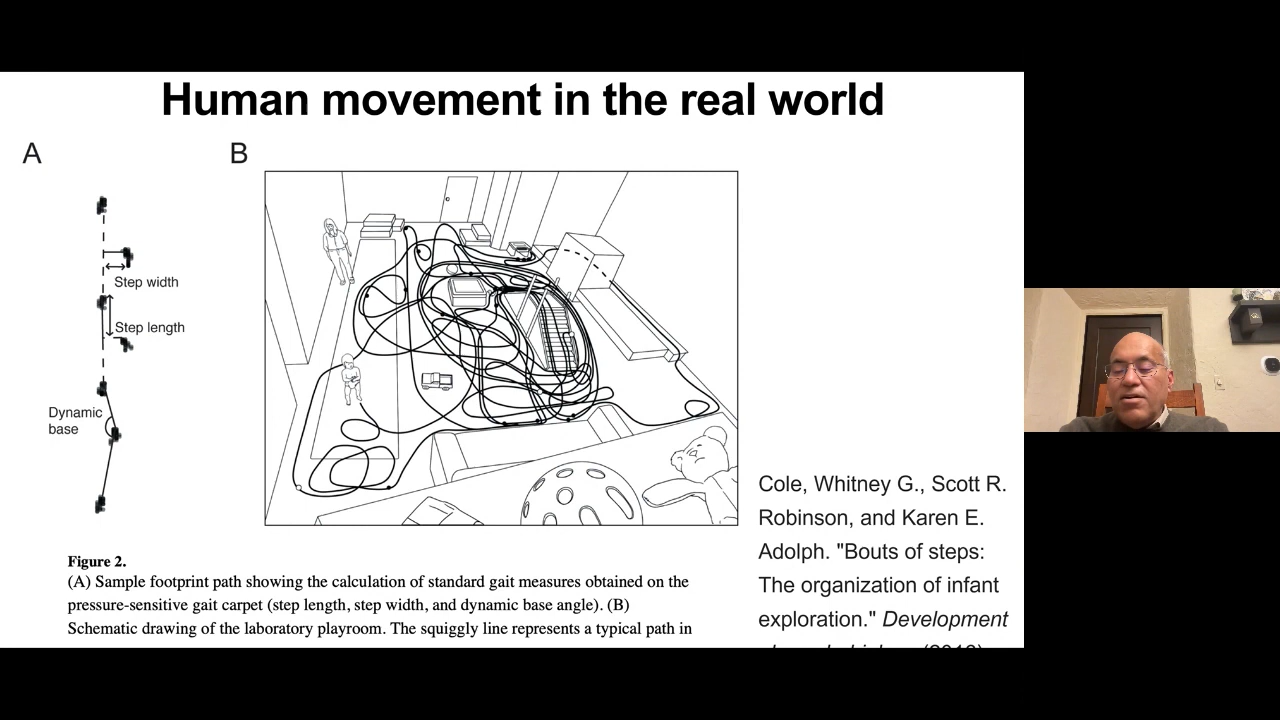 Human movement in the real world
A
B
Step width
Step length
Dynamic
base
Figure 2.
(A) Sample footprint path showing the calculation of standard gait measures obtained on the
pressure-sensitive gait carpet (step length, step width, and dynamic base angle). (B)
Schematic drawing of the laboratory playroom. The squiggly line represents a typical path in
Cole, Whitney G., Scott R.
Robinson, and Karen E.
Adolph. "Bouts of steps:
The organization of infant
exploration." Development